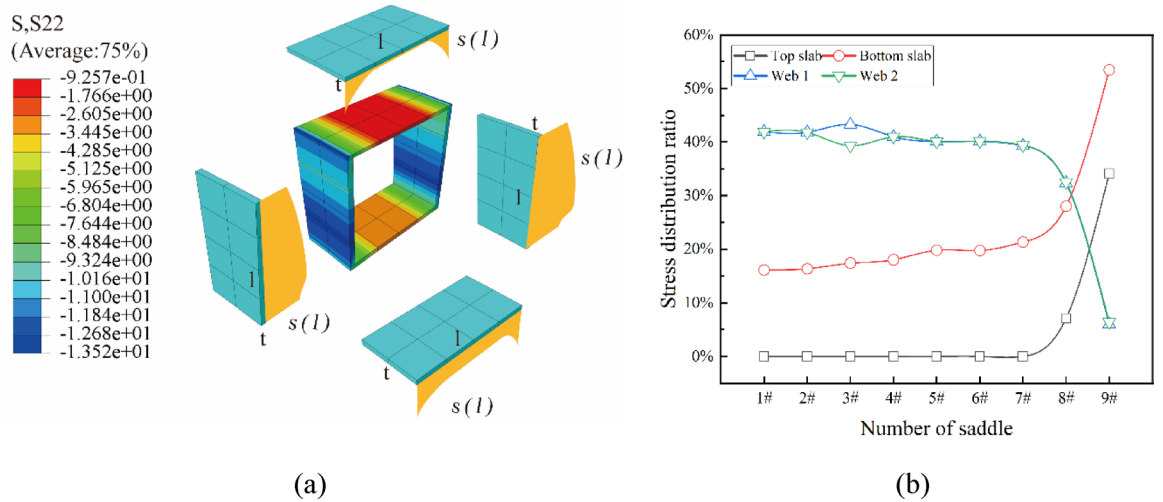 S,S22
(Average:75%)
-9.257e-01
-1.766e+00
-2.605e+00
-3.445e+00
-4.285e+00
-5.125e+00
-5.965e+00
-6.804e+00
-7.644e+00
-8.484e+00
-9.324e+00
-1.016e+01
-1.100e+01
-1.184e+01
-1.268e+01
-1.352e+01
l
s(l)
t
t
s(l)
l
l
s(l)
t
l
t
s(l)
(a)
Stress distribution ratio
60%
50%
40%
30%
20%
10%
0%
Top slab
Bottom slab
Web 1
Web 2
1#
2#
3#
4#
5#
6#
7#
8#
9#
Number of saddle
(b)